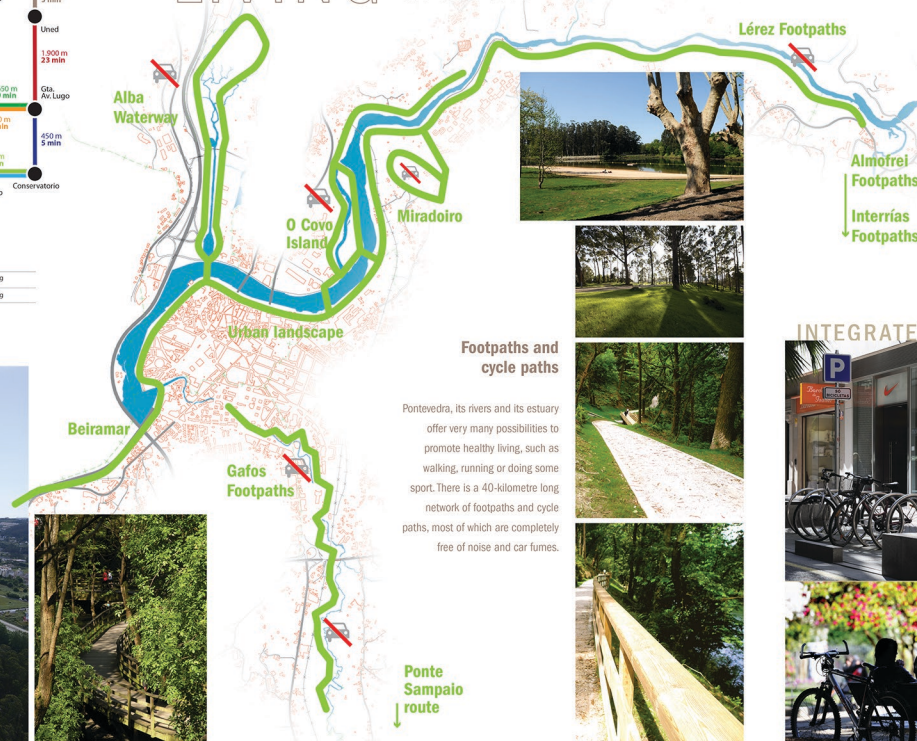 Uned
1.900 m
23 min
Gta.
Av. Lugo
450 m
5 min
Conservatorio
Alba
Waterway
O Covo
Island
Miradoiro
Lérez Footpaths
Almofrei
Footpaths
Interrías
Footpaths
Urban landscape
Beiramar
Gafos
Footpaths
Ponte
Sampaio
route
Footpaths and
cycle paths
Pontevedra, its rivers and its estuary
offer very many possibilities to
promote healthy living, such as
walking, running or doing some
sport. There is a 40-kilometre long
network of footpaths and cycle
paths, most of which are completely
free of noise and car fumes.
INTEGRATE
P